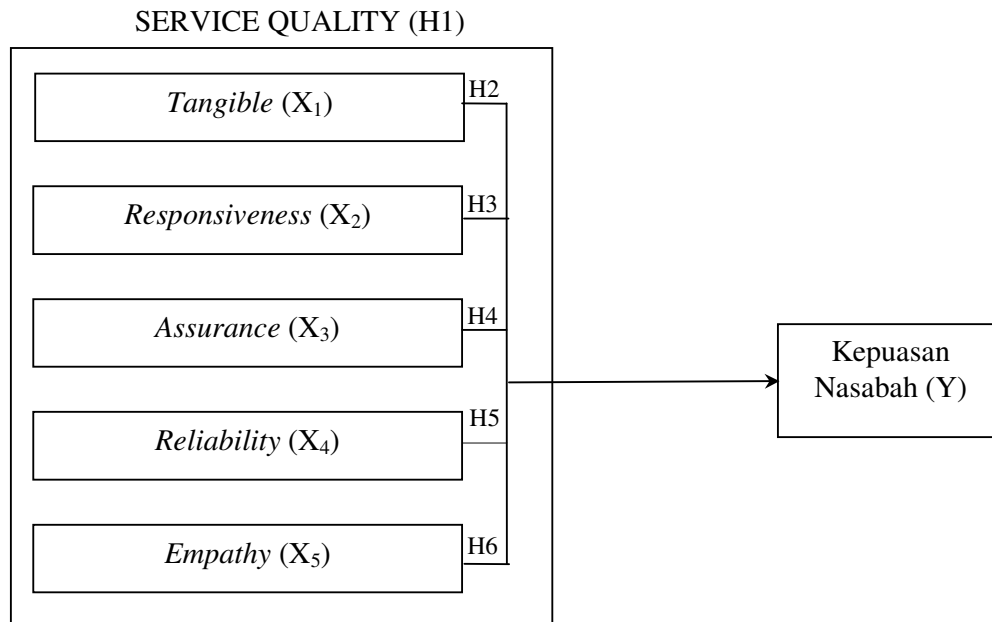 SERVICE QUALITY (H1)
Tangible (X₁)
H2
Responsiveness (X₂)
H3
Assurance (X₃)
H4
Reliability (X₄)
H5
Empathy (X₅)
H6
Kepuasan
Nasabah (Y)